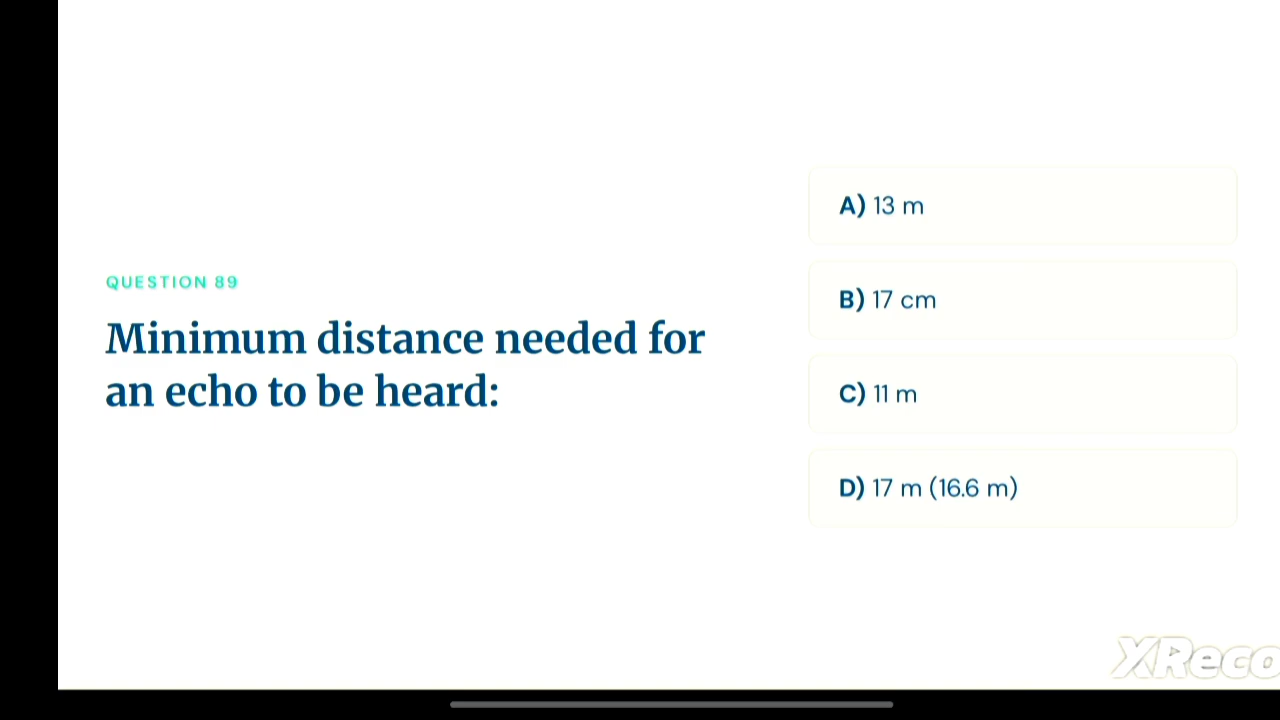 QUESTION 89
Minimum distance needed for
an echo to be heard:
A) 13 m
B) 17 cm
C) 11 m
D) 17 m (16.6 m)
XReco